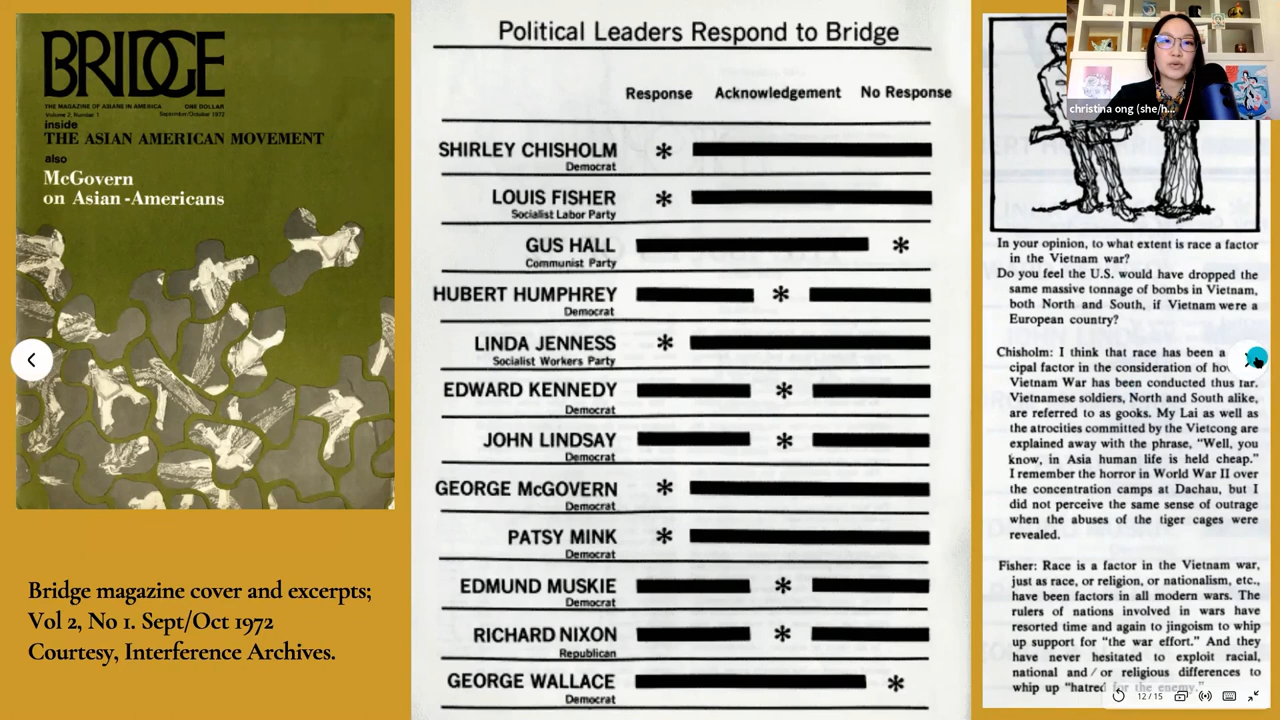 BRIDGE
THE MAGAZINE OF ASIANS IN AMERICA ONE DOLLAR
Volume 2, Number 1 September/October 1972
inside
THE ASIAN AMERICAN MOVEMENT
also
McGovern
on Asian-Americans
Bridge magazine cover and excerpts;
Vol 2, No 1. Sept/Oct 1972
Courtesy, Interference Archives.
Political Leaders Respond to Bridge
Response Acknowledgement No Response
SHIRLEY CHISHOLM *
Democrat
LOUIS FISHER *
Socialist Labor Party
GUS HALL *
Communist Party
HUBERT HUMPHREY *
Democrat
LINDA JENNESS *
Socialist Workers Party
EDWARD KENNEDY *
Democrat
JOHN LINDSAY *
Democrat
GEORGE McGOVERN *
Democrat
PATSY MINK *
Democrat
EDMUND MUSKIE *
Democrat
RICHARD NIXON *
Republican
GEORGE WALLACE *
christina ong (she/h...
In your opinion, to what extent is race a factor
in the Vietnam war?
Do you feel the U.S. would have dropped the
same massive tonnage of bombs in Vietnam,
both North and South, if Vietnam were a
European country?
Chisholm: I think that race has been a
cipal factor in the consideration of
Vietnam War has been conducted thus far.
Vietnamese soldiers, North and South alike,
are referred to as gooks. My Lai as well as
the atrocities committed by the Vietcong are
explained away with the phrase, "Well, you
know, in Asia human life is held cheap."
I remember the horror in World War II over
the concentration camps at Dachau, but I
did not perceive the same sense of outrage
when the abuses of the tiger cages were
revealed.
Fisher: Race is a factor in the Vietnam war,
just as race, or religion, or nationalism, etc.,
have been factors in all modern wars. The
rulers of nations involved in wars have
resorted time and again to jingoism to whip
up support for "the war effort." And they
have never hesitated to exploit racial,
national and/or religious differences to
whip up "hatred for the enemy."
12/15